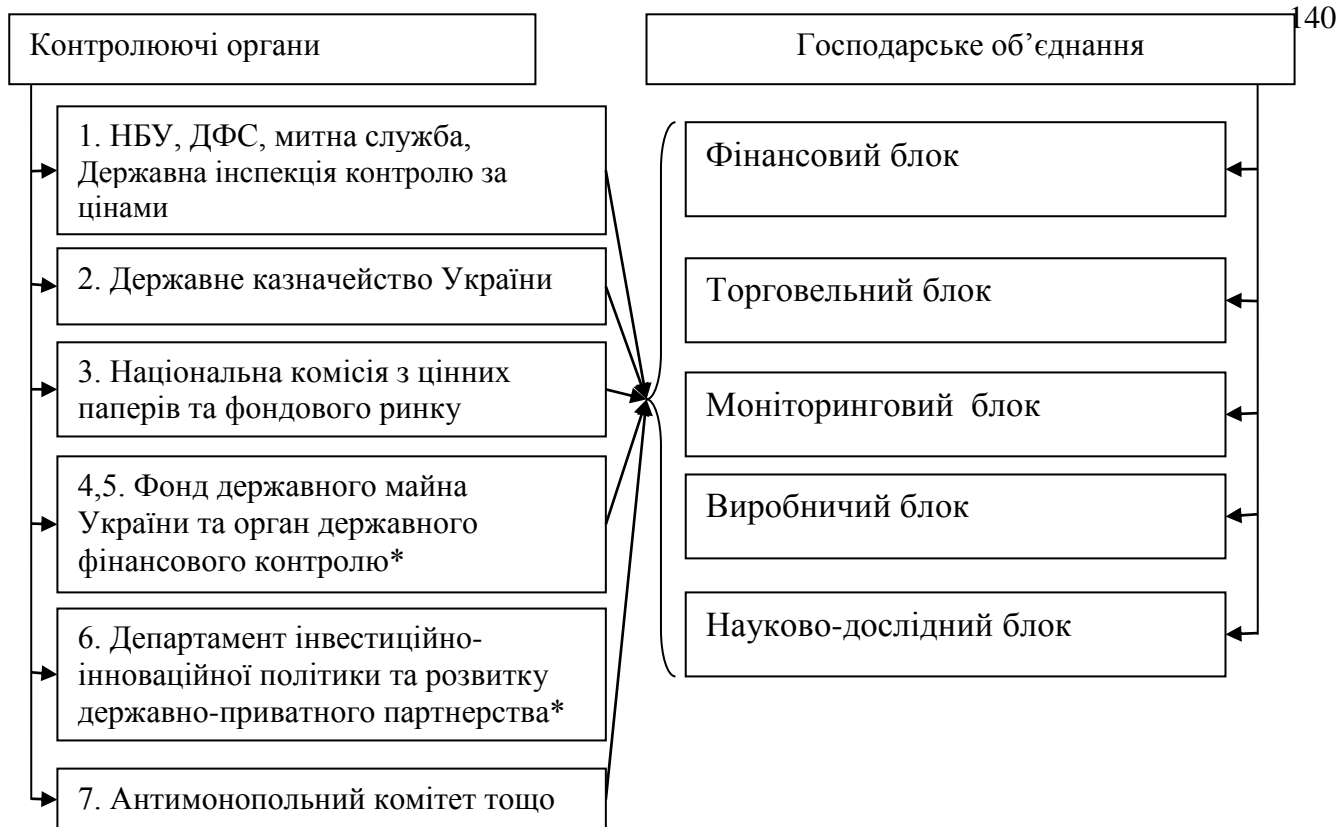 140
Контролюючі органи
Господарське об’єднання
1. НБУ, ДФС, митна служба,
Державна інспекція контролю за
цінами
2. Державне казначейство України
3. Національна комісія з цінних
паперів та фондового ринку
4,5. Фонд державного майна
України та орган державного
фінансового контролю*
6. Департамент інвестиційно-
інноваційної політики та розвитку
державно-приватного партнерства*
7. Антимонопольний комітет тощо
Фінансовий блок
Торговельний блок
Моніторинговий блок
Виробничий блок
Науково-дослідний блок